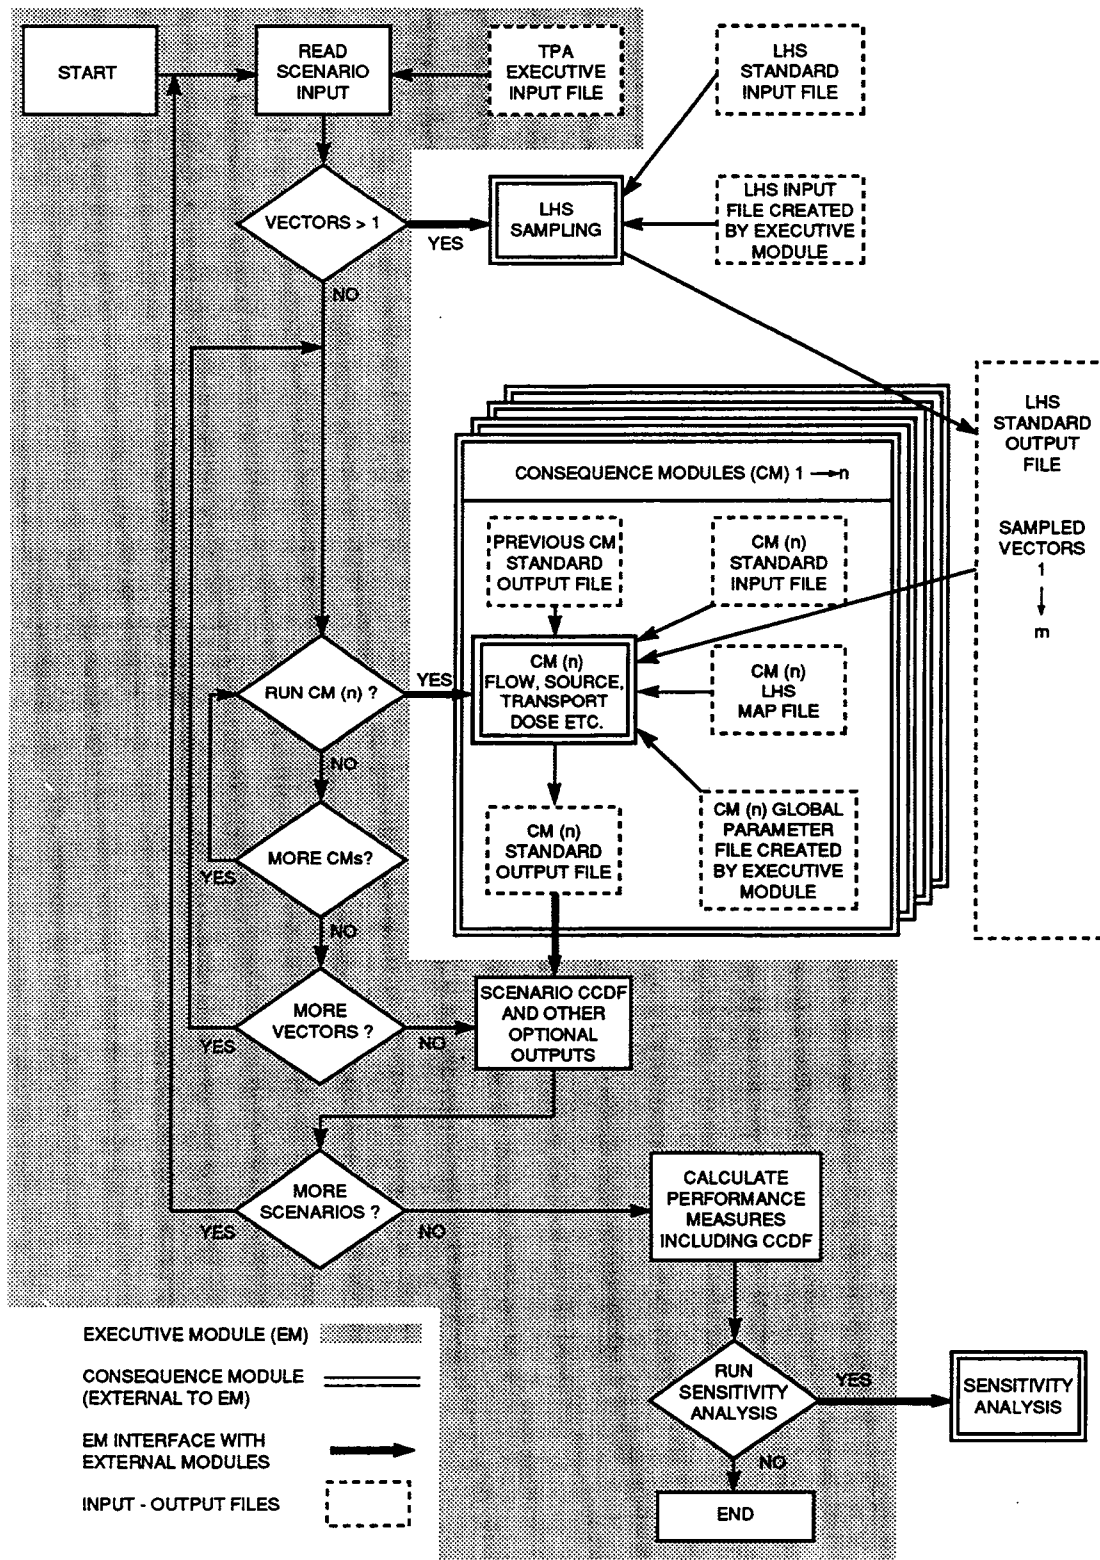 START
READ
SCENARIO
INPUT
TPA
EXECUTIVE
INPUT FILE
LHS
STANDARD
INPUT FILE
VECTORS > 1
YES
LHS
SAMPLING
LHS INPUT
FILE CREATED
BY EXECUTIVE
MODULE
NO
LHS
STANDARD
OUTPUT
FILE
SAMPLED
VECTORS
1
m
CONSEQUENCE MODULES (CM) 1 → n
PREVIOUS CM
STANDARD
OUTPUT FILE
CM (n)
STANDARD
INPUT FILE
RUN CM (n) ?
YES
CM (n)
FLOW, SOURCE,
TRANSPORT
DOSE ETC.
CM (n)
LHS
MAP FILE
NO
MORE CMs?
YES
CM (n)
STANDARD
OUTPUT FILE
CM (n) GLOBAL
PARAMETER
FILE CREATED
BY EXECUTIVE
MODULE
NO
MORE
VECTORS ?
YES
NO
SCENARIO CCDF
AND OTHER
OPTIONAL
OUTPUTS
MORE
SCENARIOS ?
YES
NO
CALCULATE
PERFORMANCE
MEASURES
INCLUDING CCDF
RUN
SENSITIVITY
ANALYSIS
YES
SENSITIVITY
ANALYSIS
NO
END
EXECUTIVE MODULE (EM)
CONSEQUENCE MODULE
(EXTERNAL TO EM)
EM INTERFACE WITH
EXTERNAL MODULES
INPUT - OUTPUT FILES